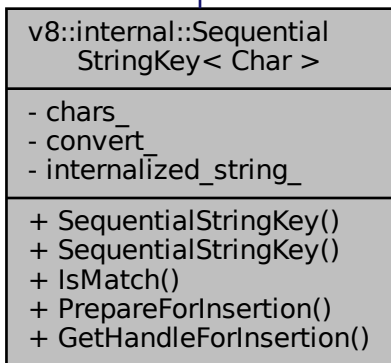 v8::internal::Sequential
StringKey< Char >
- chars_
- convert_
- internalized_string_
+ SequentialStringKey()
+ SequentialStringKey()
+ IsMatch()
+ PrepareForInsertion()
+ GetHandleForInsertion()